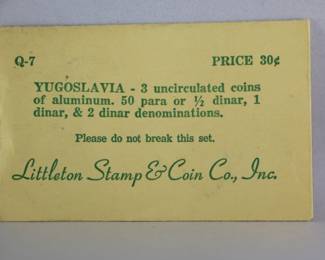 Q-7 PRICE 30¢
YUGOSLAVIA - 3 uncirculated coins
of aluminum. 50 para or ½ dinar, 1
dinar, & 2 dinar denominations.
Please do not break this set.
Littleton Stamp & Coin Co., Inc.